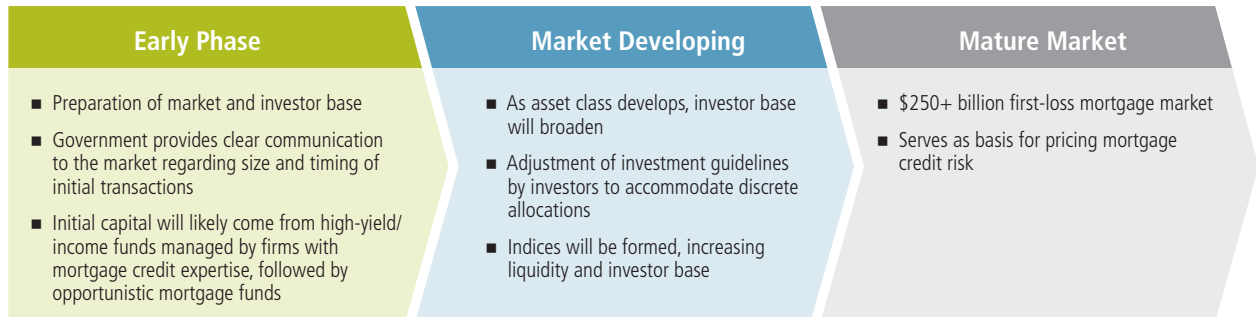 Early Phase
■ Preparation of market and investor base
■ Government provides clear communication
to the market regarding size and timing of
initial transactions
■ Initial capital will likely come from high-yield/
income funds managed by firms with
mortgage credit expertise, followed by
opportunistic mortgage funds
Market Developing
■ As asset class develops, investor base
will broaden
■ Adjustment of investment guidelines
by investors to accommodate discrete
allocations
■ Indices will be formed, increasing
liquidity and investor base
Mature Market
■ $250+ billion first-loss mortgage market
■ Serves as basis for pricing mortgage
credit risk